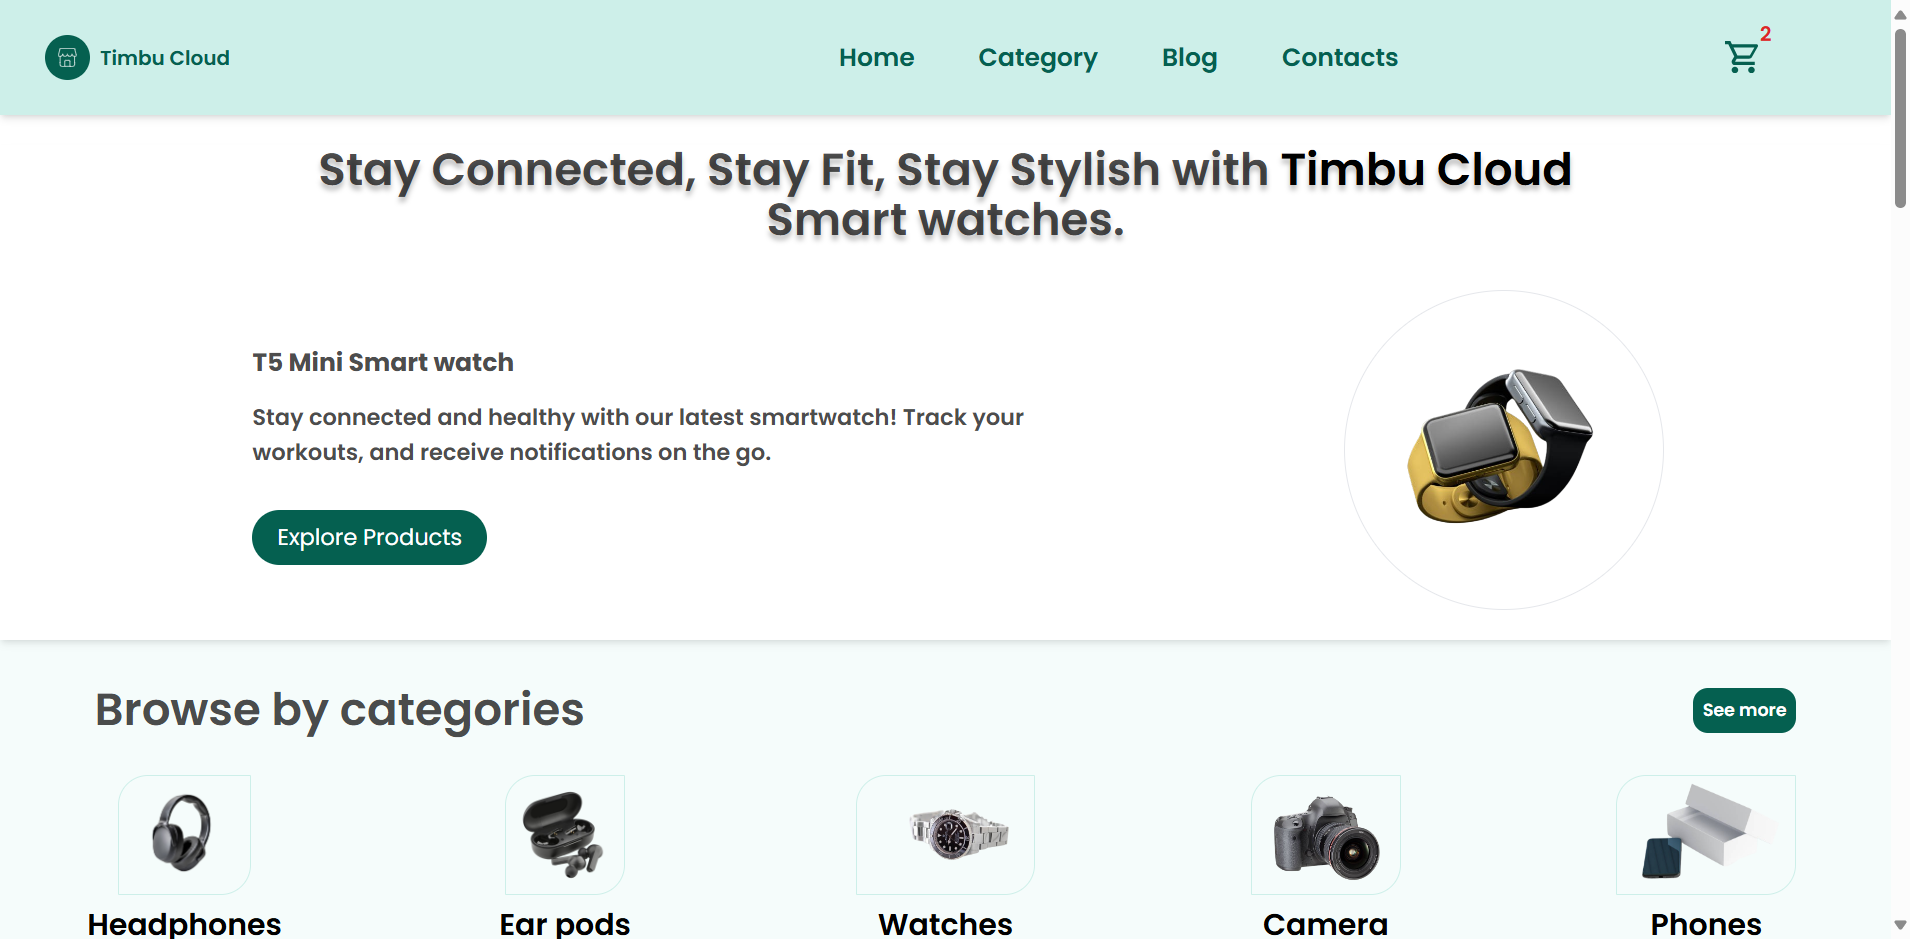 Timbu Cloud
Home
Category
Blog
Contacts
2
Stay Connected, Stay Fit, Stay Stylish with Timbu Cloud
Smart watches.
T5 Mini Smart watch
Stay connected and healthy with our latest smartwatch! Track your
workouts, and receive notifications on the go.
Explore Products
Browse by categories
See more
Headphones
Ear pods
Watches
Camera
Phones